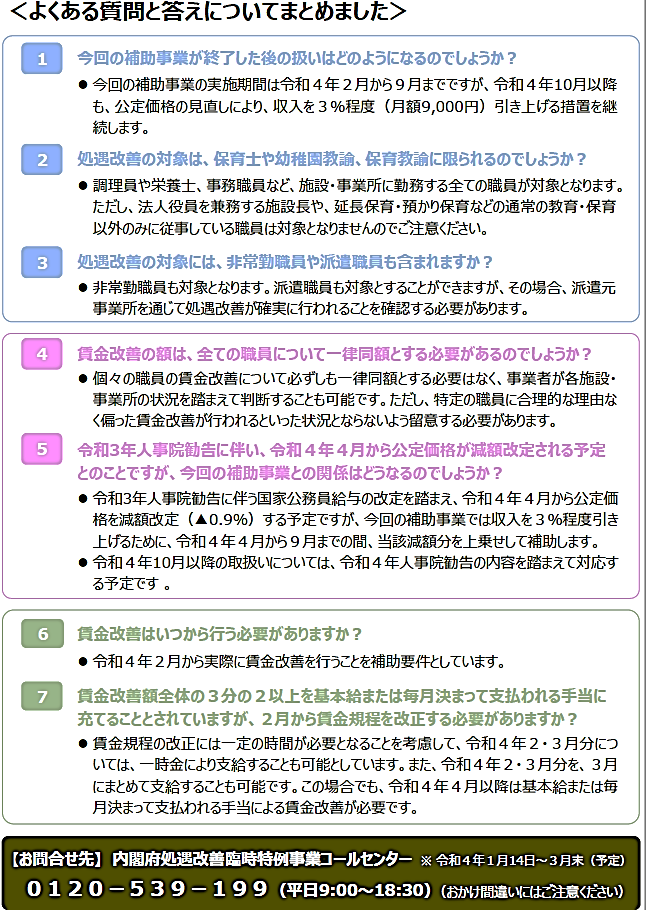 ＜よくある質問と答えについてまとめました＞
1 今回の補助事業が終了した後の扱いはどのようになるのでしょうか？
● 今回の補助事業の実施期間は令和４年２月から９月までですが、令和４年10月以降
も、公定価格の見直しにより、収入を３％程度（月額9,000円）引き上げる措置を継
続します。
2 処遇改善の対象は、保育士や幼稚園教諭、保育教諭に限られるのでしょうか？
● 調理員や栄養士、事務職員など、施設・事業所に勤務する全ての職員が対象となります。
ただし、法人役員を兼務する施設長や、延長保育・預かり保育などの通常の教育・保育
以外のみに従事している職員は対象となりませんのでご注意ください。
3 処遇改善の対象には、非常勤職員や派遣職員も含まれますか？
● 非常勤職員も対象となります。派遣職員も対象とすることができますが、その場合、派遣元
事業所を通じて処遇改善が確実に行われることを確認する必要があります。
4 賃金改善の額は、全ての職員について一律同額とする必要があるのでしょうか？
● 個々の職員の賃金改善について必ずしも一律同額とする必要はなく、事業者が各施設・
事業所の状況を踏まえて判断することも可能です。ただし、特定の職員に合理的な理由な
く偏った賃金改善が行われるといった状況とならないよう留意する必要があります。
5 令和3年人事院勧告に伴い、令和４年４月から公定価格が減額改定される予定
とのことですが、今回の補助事業との関係はどうなるのでしょうか？
● 令和3年人事院勧告に伴う国家公務員給与の改定を踏まえ、令和４年４月から公定価
格を減額改定（▲0.9％）する予定ですが、今回の補助事業では収入を３％程度引き
上げるために、令和４年４月から９月までの間、当該減額分を上乗せして補助します。
● 令和４年10月以降の取扱いについては、令和４年人事院勧告の内容を踏まえて対応す
る予定です 。
6 賃金改善はいつから行う必要がありますか？
● 令和４年２月から実際に賃金改善を行うことを補助要件としています。
7 賃金改善額全体の３分の２以上を基本給または毎月決まって支払われる手当に
充てることとされていますが、２月から賃金規程を改正する必要がありますか？
● 賃金規程の改正には一定の時間が必要となることを考慮して、令和４年２・３月分につ
いては、一時金により支給することも可能としています。また、令和４年２・３月分を、３月
にまとめて支給することも可能です。この場合でも、令和４年４月以降は基本給または毎
月決まって支払われる手当による賃金改善が必要です。
【お問合せ先】 内閣府処遇改善臨時特例事業コールセンター ※ 令和４年１月14日～３月末（予定）
０１２０－５３９－１９９（平日9:00～18:30）（おかけ間違いにはご注意ください）